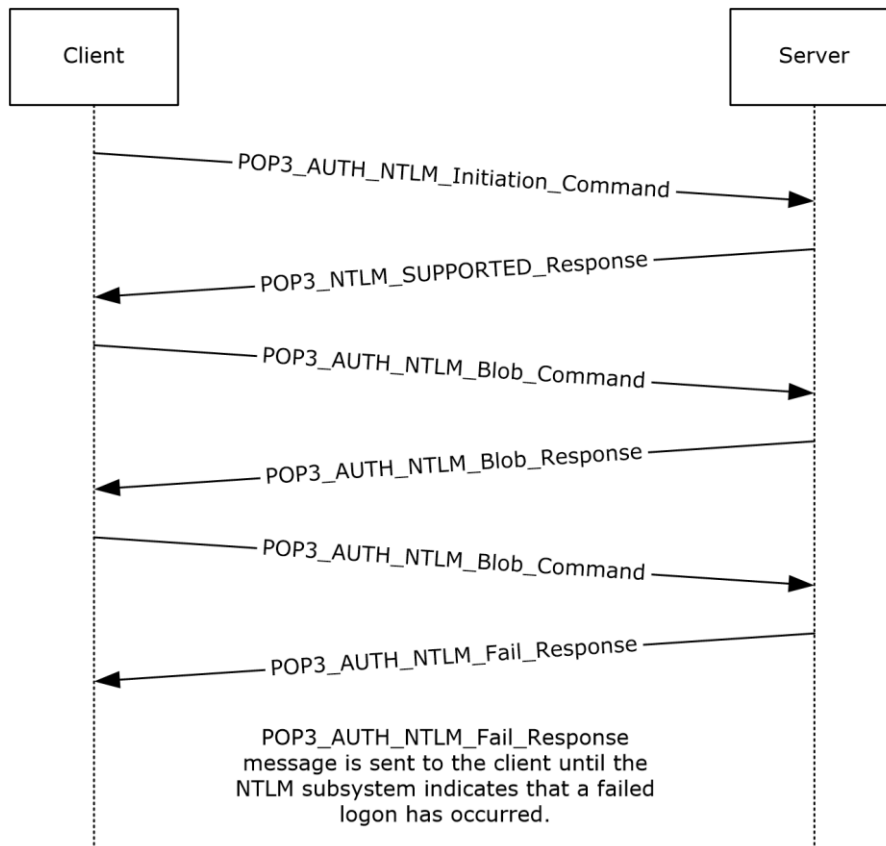 Client
Server
POP3_AUTH_NTLM_Initiation_Command
POP3_NTLM_SUPPORTED_Response
POP3_AUTH_NTLM_Blob_Command
POP3_AUTH_NTLM_Blob_Response
POP3_AUTH_NTLM_Blob_Command
POP3_AUTH_NTLM_Fail_Response
POP3_AUTH_NTLM_Fail_Response
message is sent to the client until the
NTLM subsystem indicates that a failed
logon has occurred.